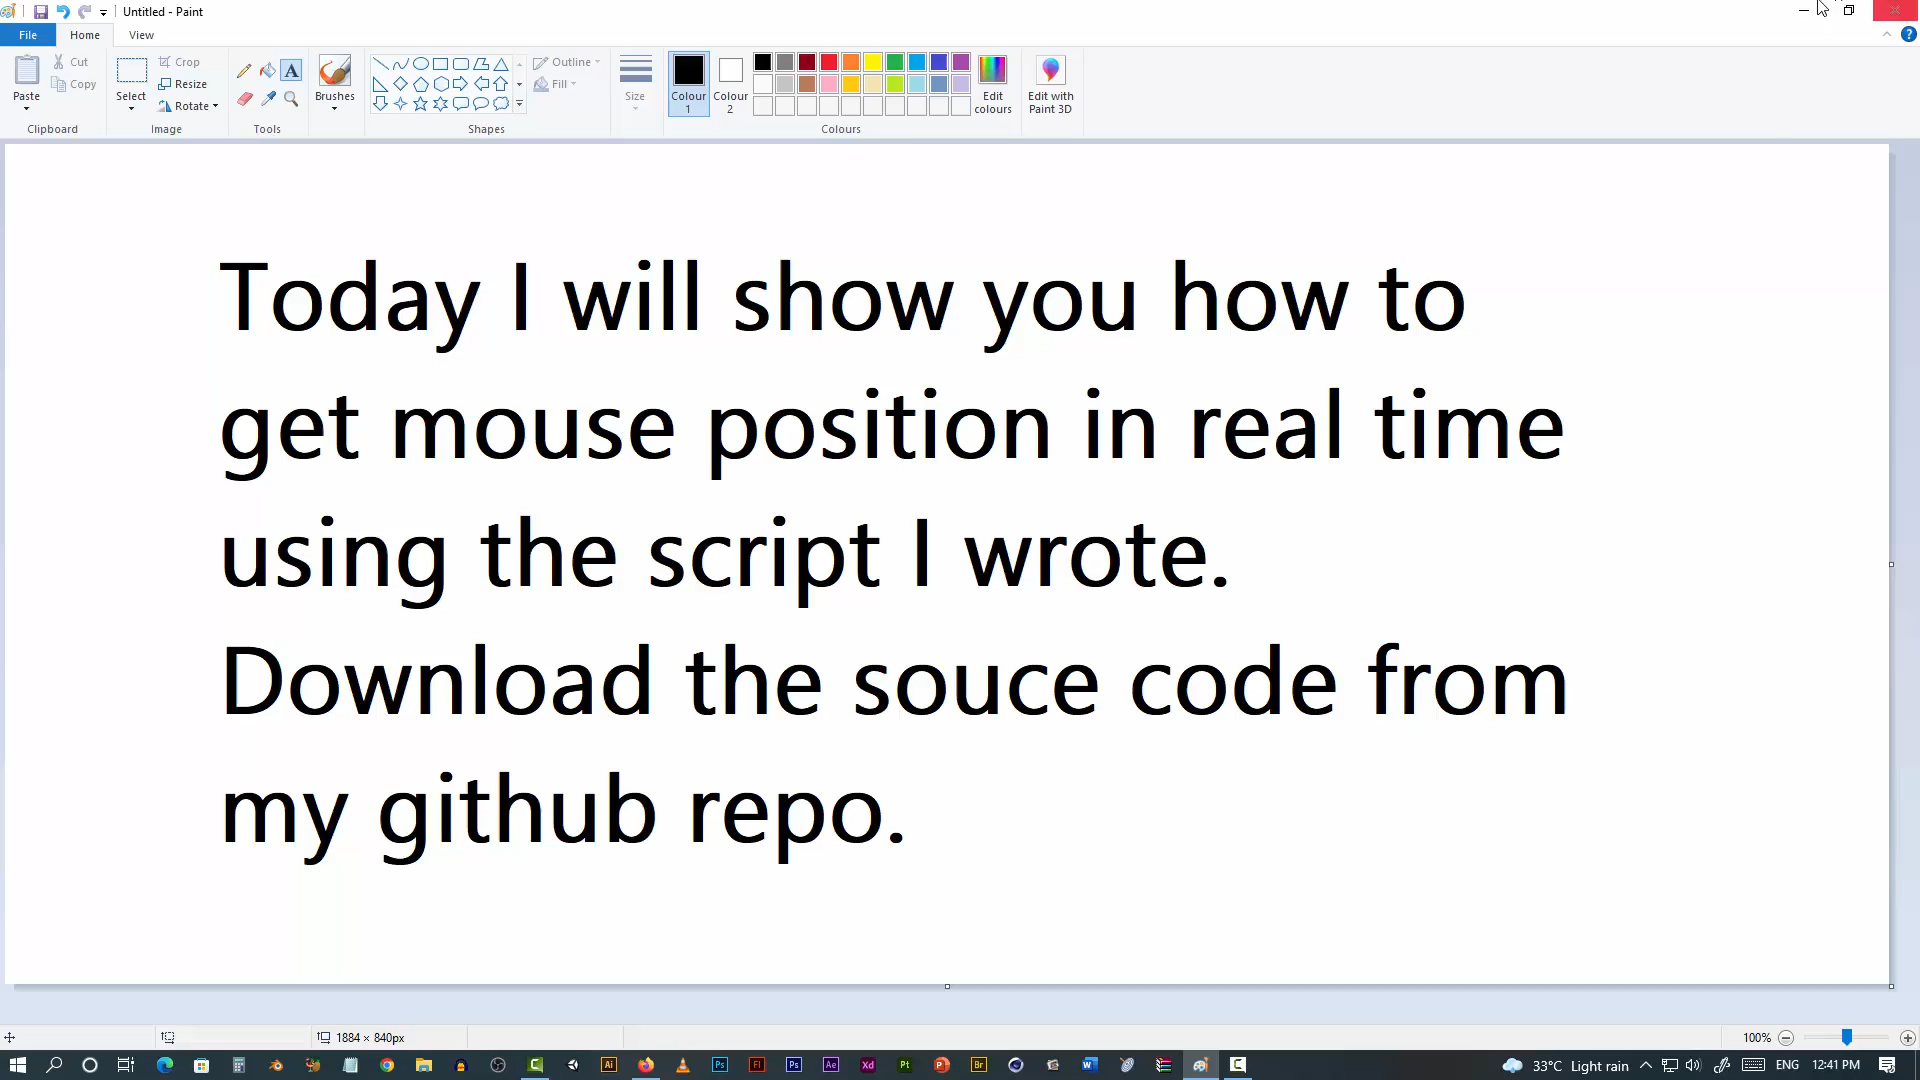 Untitled - Paint
File Home View
Paste Cut Copy Select Crop Resize Rotate Brushes Outline Fill Size Colour 1 Colour 2 Edit colours Edit with Paint 3D
Clipboard Image Tools Shapes Colours
Today I will show you how to
get mouse position in real time
using the script I wrote.
Download the souce code from
my github repo.
1884 × 840px 100%
33°C Light rain ENG 12:41 PM